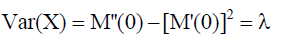 Var(X) = M''(0) − [M'(0)]² = λ